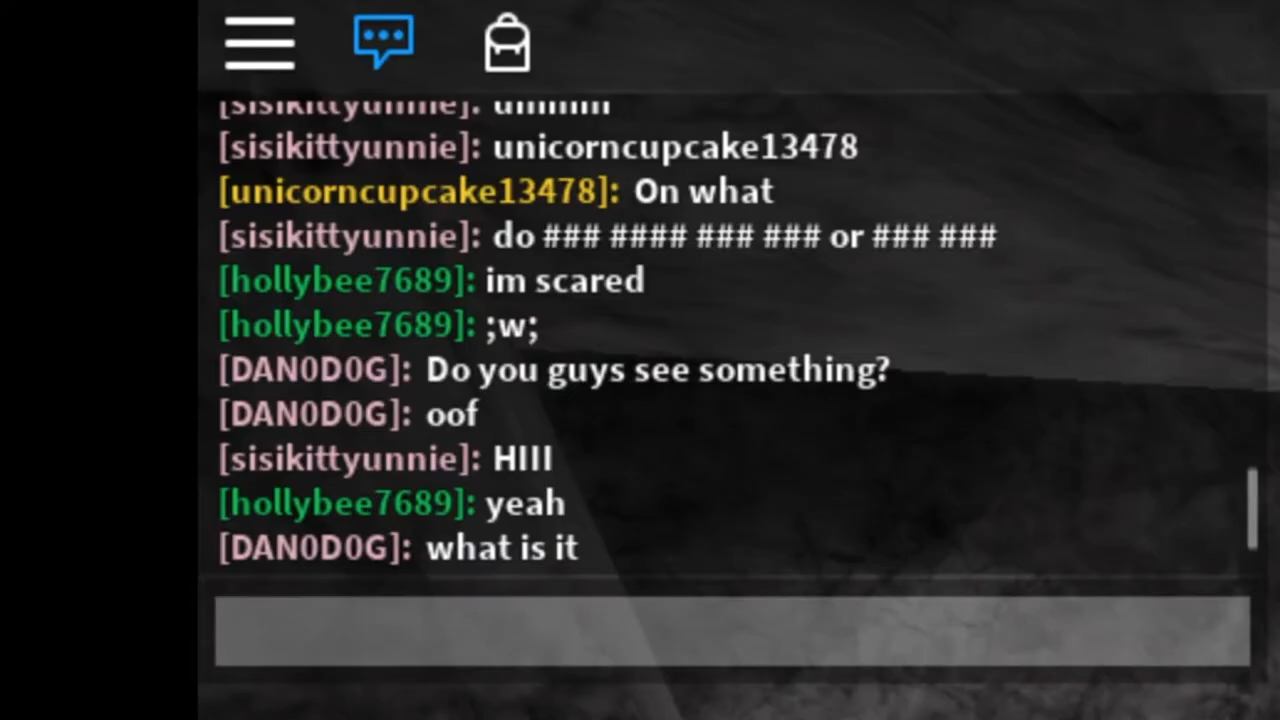 [sisikittyunnie]:
[sisikittyunnie]: unicorncupcake13478
[unicorncupcake13478]: On what
[sisikittyunnie]: do ### #### ### ### or ### ###
[hollybee7689]: im scared
[hollybee7689]: ;w;
[DAN0D0G]: Do you guys see something?
[DAN0D0G]: oof
[sisikittyunnie]: HIII
[hollybee7689]: yeah
[DAN0D0G]: what is it